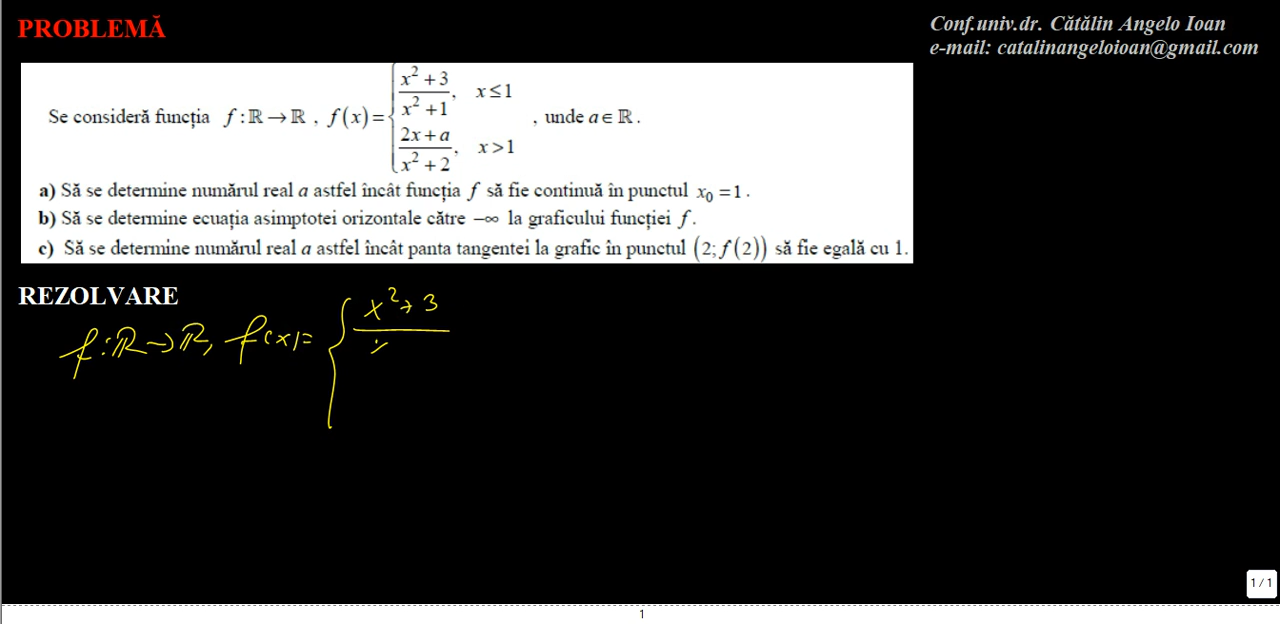 PROBLEMĂ
Conf.univ.dr. Cătălin Angelo Ioan
e-mail: catalinangeloioan@gmail.com
Se consideră funcția f : ℝ → ℝ , f(x) = { (x² + 3)/(x² + 1), x ≤ 1
(2x + a)/(x² + 2), x > 1 , unde a ∈ ℝ .
a) Să se determine numărul real a astfel încât funcția f să fie continuă în punctul x₀ = 1 .
b) Să se determine ecuația asimptotei orizontale către −∞ la graficului funcției f .
c) Să se determine numărul real a astfel încât panta tangentei la grafic în punctul (2; f(2)) să fie egală cu 1.
REZOLVARE
f : ℝ → ℝ, f(x) = { x² + 3
1 / 1
1